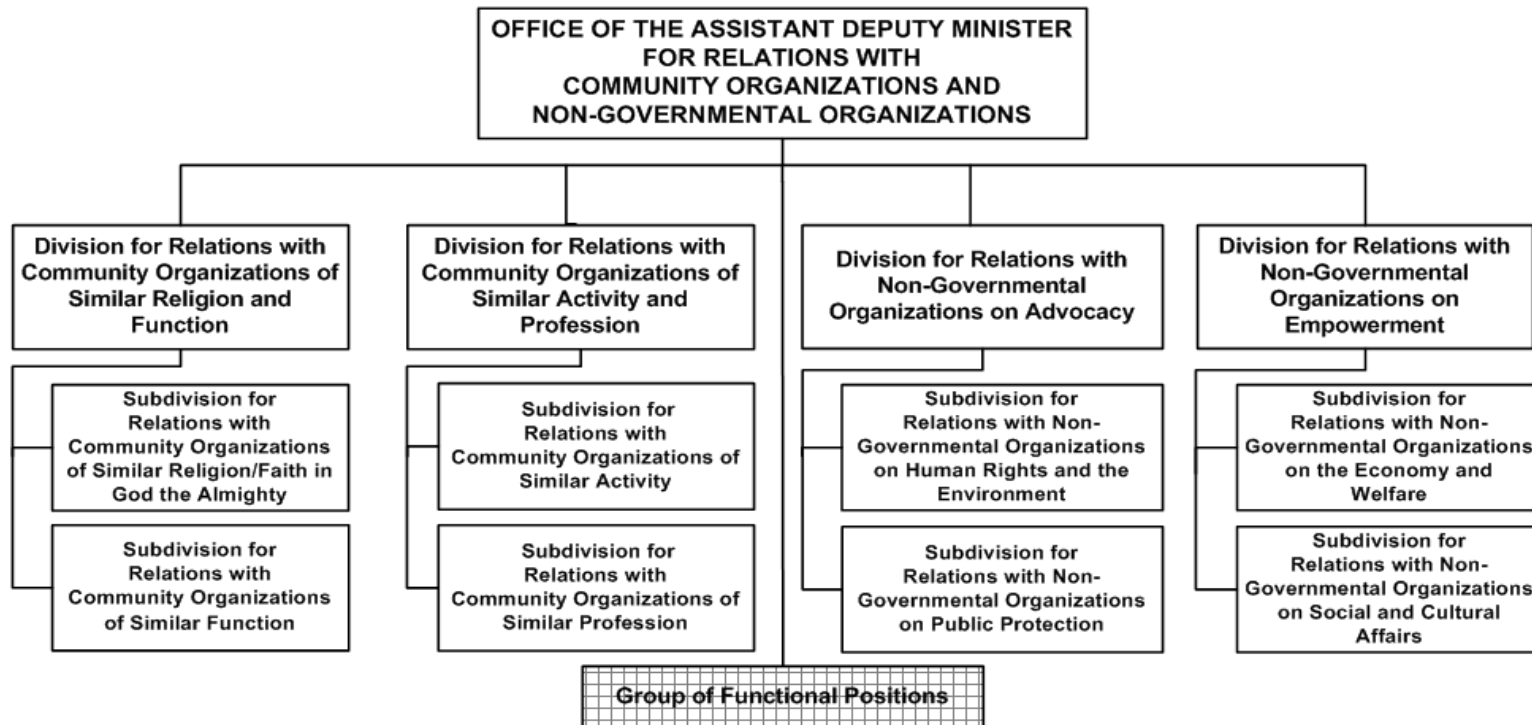 OFFICE OF THE ASSISTANT DEPUTY MINISTER
FOR RELATIONS WITH
COMMUNITY ORGANIZATIONS AND
NON-GOVERNMENTAL ORGANIZATIONS
Division for Relations with
Community Organizations of
Similar Religion and
Function
Division for Relations with
Community Organizations of
Similar Activity and
Profession
Division for Relations with
Non-Governmental
Organizations on Advocacy
Division for Relations with
Non-Governmental
Organizations on
Empowerment
Subdivision for
Relations with
Community Organizations
of Similar Religion/Faith in
God the Almighty
Subdivision for
Relations with
Community Organizations of
Similar Activity
Subdivision for
Relations with Non-
Governmental Organizations
on Human Rights and the
Environment
Subdivision for
Relations with Non-
Governmental Organizations
on the Economy and
Welfare
Subdivision for
Relations with
Community Organizations
of Similar Function
Subdivision for
Relations with
Community Organizations of
Similar Profession
Subdivision for
Relations with Non-
Governmental Organizations
on Public Protection
Subdivision for
Relations with Non-
Governmental Organizations
on Social and Cultural
Affairs
Group of Functional Positions